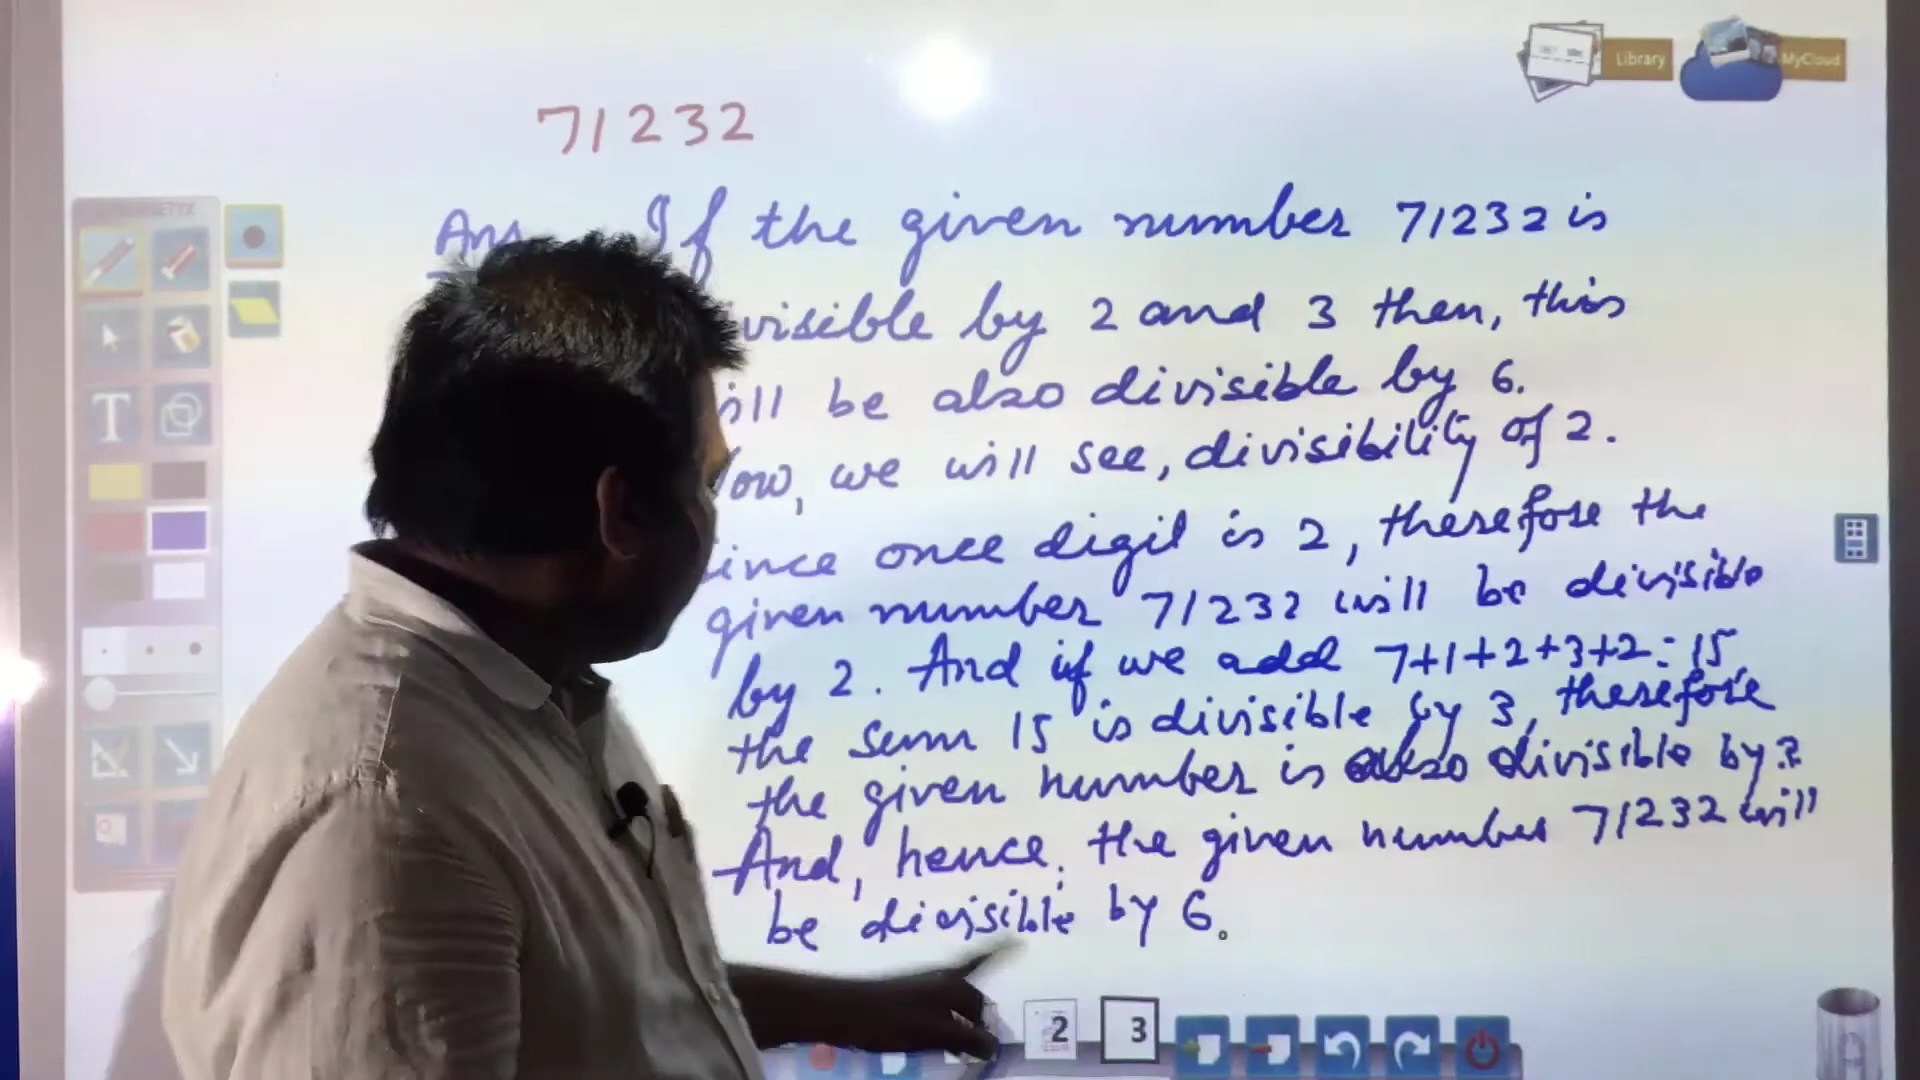 Library
MyCloud
71232
Ans If the given number 71232 is
visible by 2 and 3 then, this
ill be also divisible by 6.
ow, we will see, divisibility of 2.
ince once digit is 2, therefore the
given number 71232 will be divisible
by 2. And if we add 7+1+2+3+2=15
the sum 15 is divisible by 3, therefore
the given number is also divisible by 3
And, hence, the given number 71232 will
be divisible by 6.
T
2
3